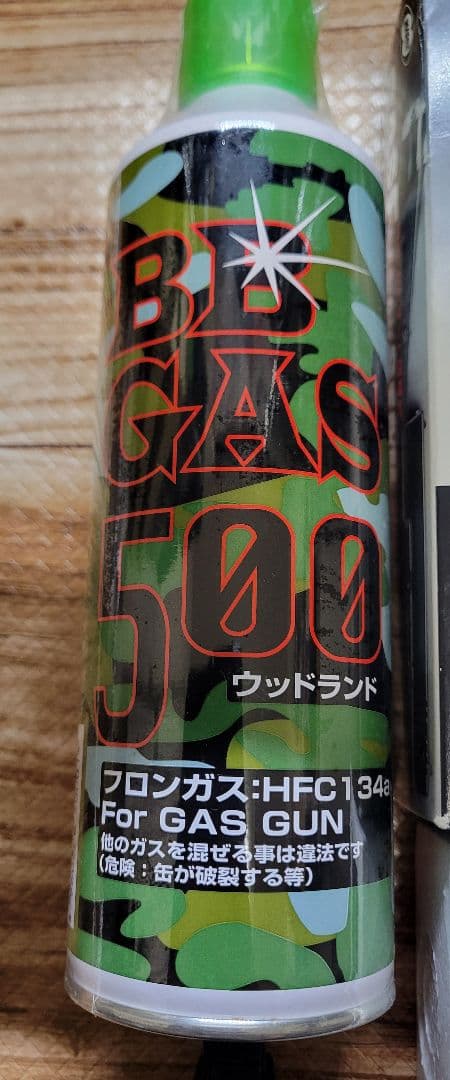 BB
GAS
500
ウッドランド
フロンガス:HFC134a
For GAS GUN
他のガスを混ぜる事は違法です
(危険:缶が破裂する等)